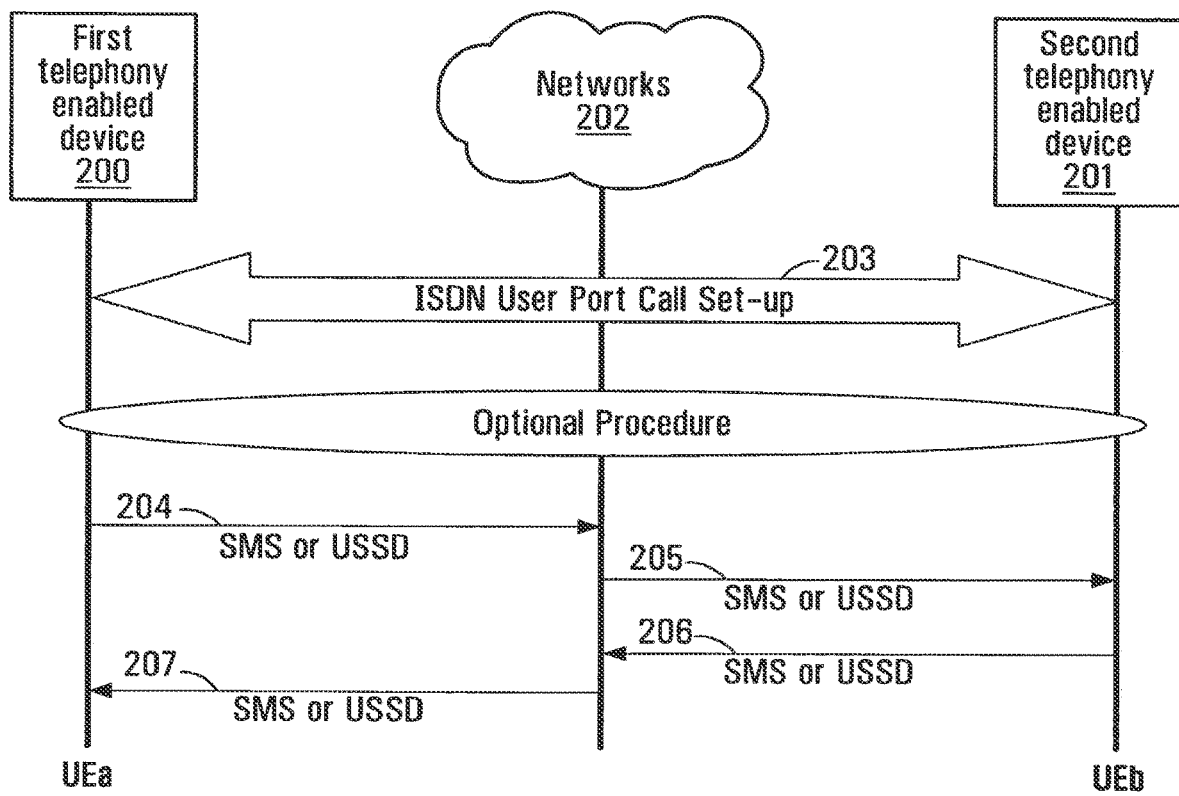 First
telephony
enabled
device
200
Networks
202
Second
telephony
enabled
device
201
203
ISDN User Port Call Set-up
Optional Procedure
204
SMS or USSD
205
SMS or USSD
206
SMS or USSD
207
SMS or USSD
UEa
UEb